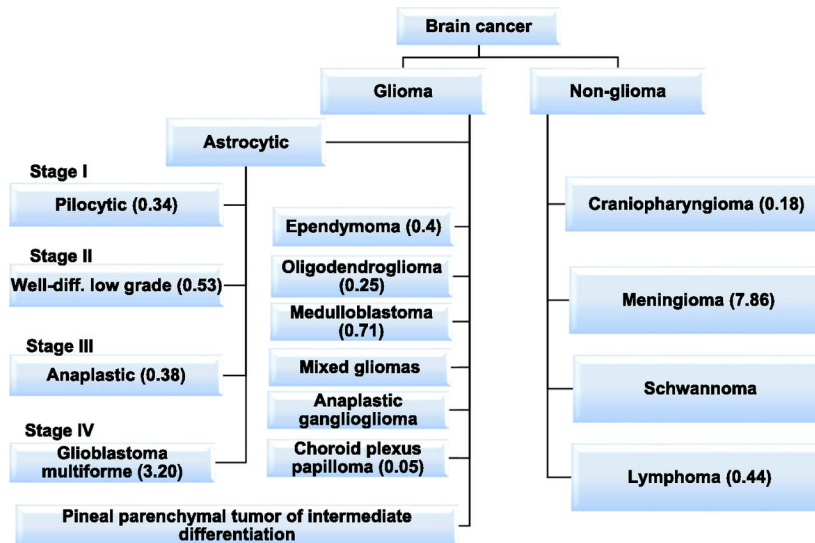 Brain cancer
Glioma
Non-glioma
Astrocytic
Stage I
Pilocytic (0.34)
Stage II
Well-diff. low grade (0.53)
Stage III
Anaplastic (0.38)
Stage IV
Glioblastoma
multiforme (3.20)
Ependymoma (0.4)
Oligodendroglioma
(0.25)
Medulloblastoma
(0.71)
Mixed gliomas
Anaplastic
ganglioglioma
Choroid plexus
papilloma (0.05)
Pineal parenchymal tumor of intermediate
differentiation
Craniopharyngioma (0.18)
Meningioma (7.86)
Schwannoma
Lymphoma (0.44)